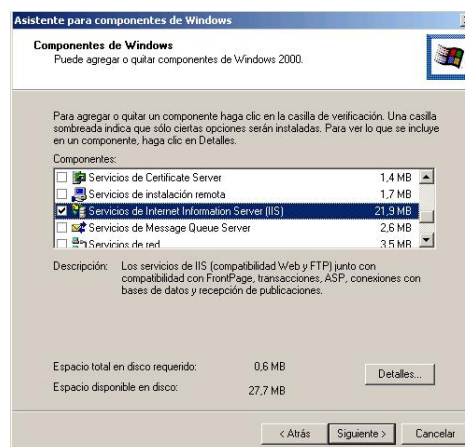 Asistente para componentes de Windows
Componentes de Windows
Puede agregar o quitar componentes de Windows 2000.
Para agregar o quitar un componente haga clic en la casilla de verificación. Una casilla
sombreada indica que sólo ciertas opciones serán instaladas. Para ver lo que se incluye
en un componente, haga clic en Detalles.
Componentes:
Servicios de Certificate Server 1,4 MB
Servicios de instalación remota 1,7 MB
Servicios de Internet Information Server (IIS) 21,9 MB
Servicios de Message Queue Server 2,6 MB
Servicios de red 3,5 MB
Descripción: Los servicios de IIS (compatibilidad Web y FTP) junto con
compatibilidad con FrontPage, transacciones, ASP, conexiones con
bases de datos y recepción de publicaciones.
Espacio total en disco requerido: 0,6 MB
Detalles...
Espacio disponible en disco: 27,7 MB
< Atrás Siguiente > Cancelar